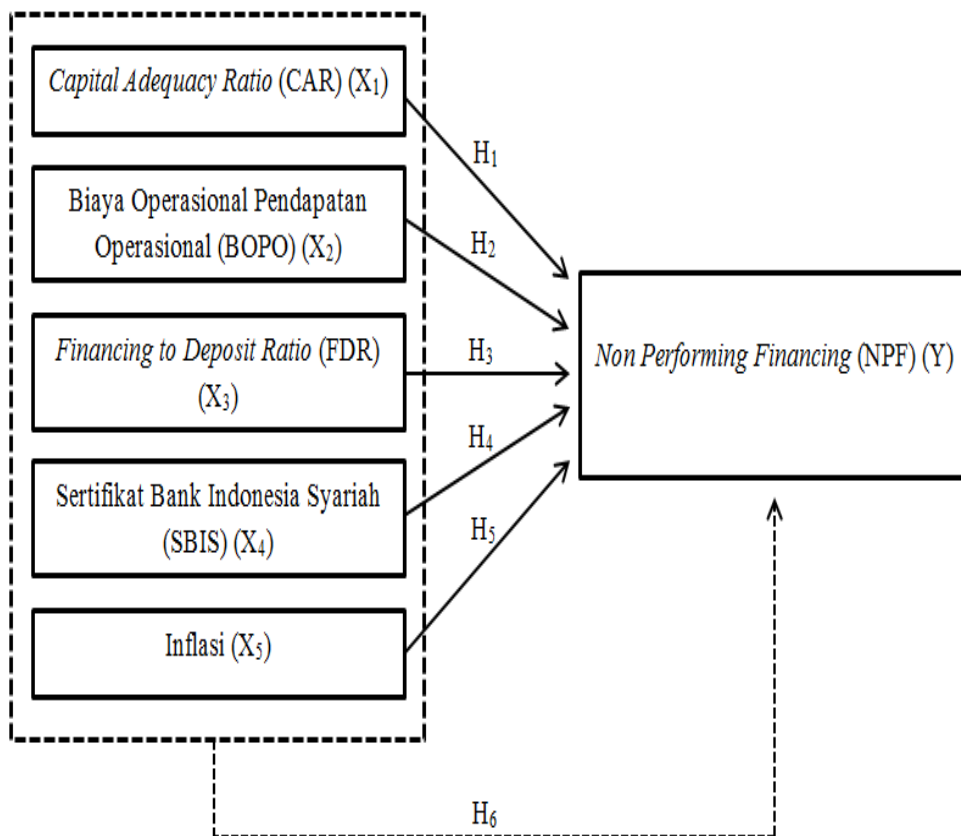 Capital Adequacy Ratio (CAR) (X₁)
H₁
Biaya Operasional Pendapatan
Operasional (BOPO) (X₂)
H₂
Financing to Deposit Ratio (FDR)
(X₃)
H₃
Non Performing Financing (NPF) (Y)
H₄
Sertifikat Bank Indonesia Syariah
(SBIS) (X₄)
H₅
Inflasi (X₅)
H₆